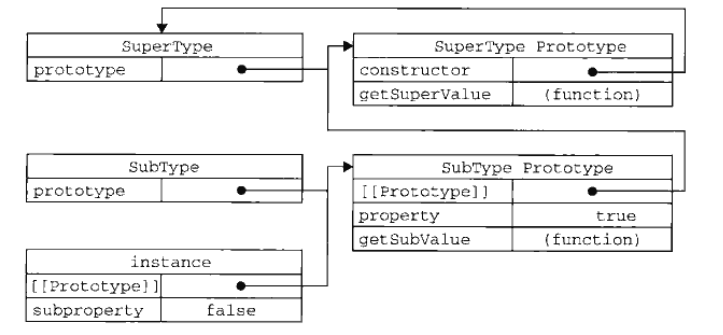 SuperType
prototype
SuperType Prototype
constructor
getSuperValue (function)
SubType
prototype
SubType Prototype
[[Prototype]]
property true
getSubValue (function)
instance
[[Prototype]]
subproperty false